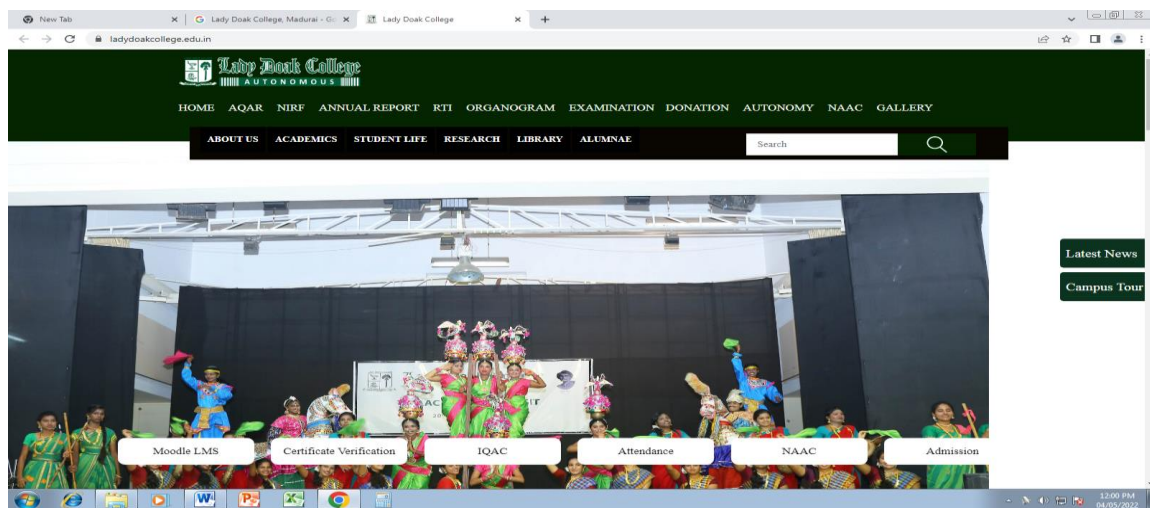 New Tab
Lady Doak College, Madurai - Go
Lady Doak College
ladydoakcollege.edu.in
Lady Doak College
AUTONOMOUS
HOME AQAR NIRF ANNUAL REPORT RTI ORGANOGRAM EXAMINATION DONATION AUTONOMY NAAC GALLERY
ABOUT US ACADEMICS STUDENT LIFE RESEARCH LIBRARY ALUMNAE
Search
Latest News
Campus Tour
Moodle LMS Certificate Verification IQAC Attendance NAAC Admission
12:00 PM
04/05/2022